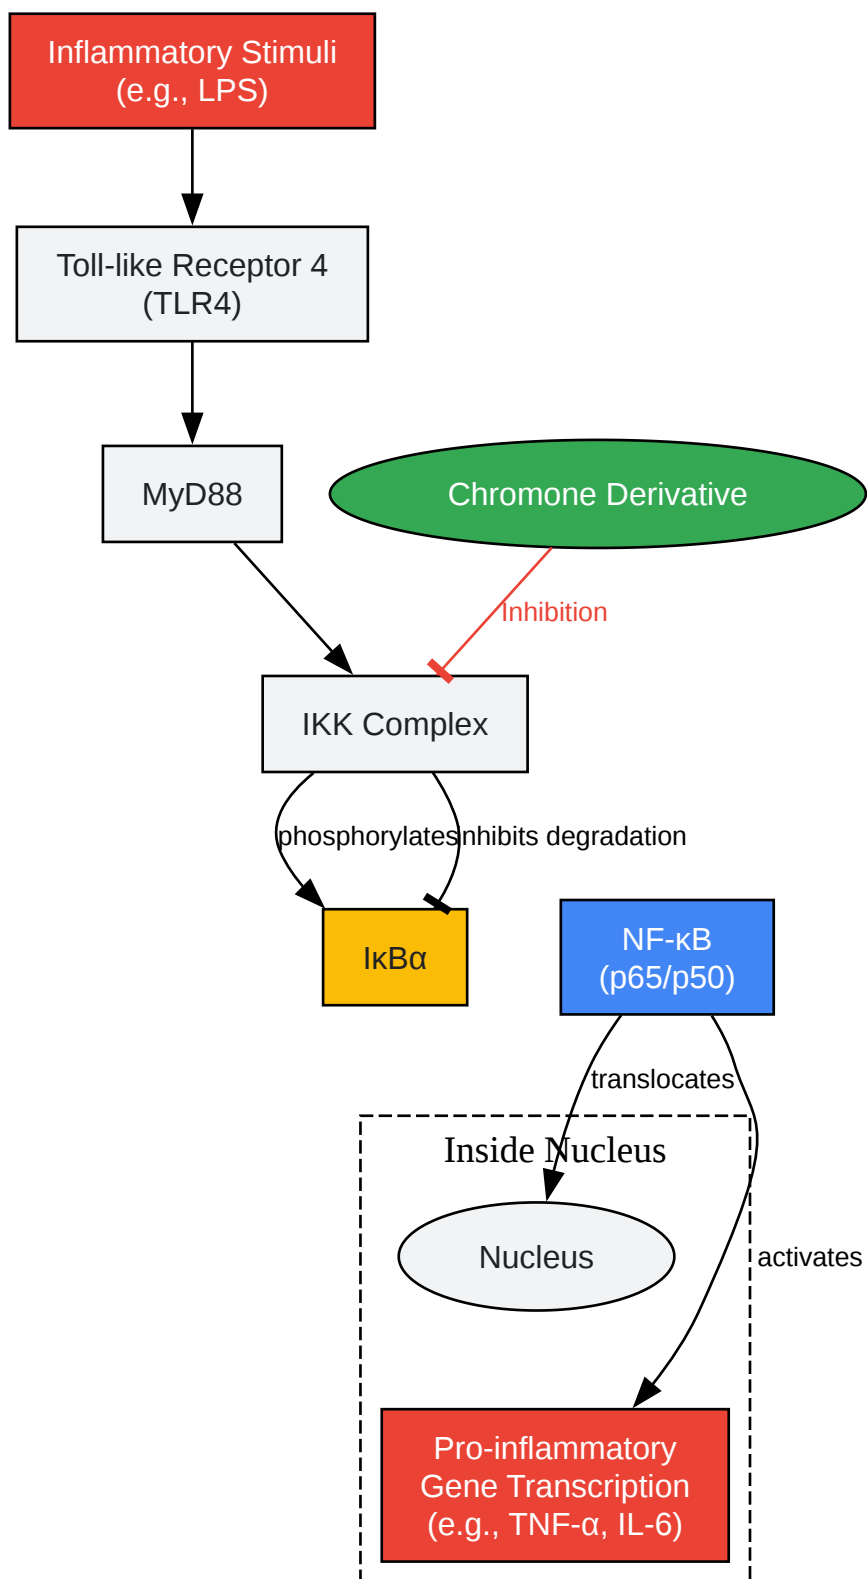 Inflammatory Stimuli
(e.g., LPS)
Toll-like Receptor 4
(TLR4)
MyD88
Chromone Derivative
Inhibition
IKK Complex
phosphorylates
inhibits degradation
IκBα
NF-κB
(p65/p50)
translocates
Inside Nucleus
Nucleus
activates
Pro-inflammatory
Gene Transcription
(e.g., TNF-α, IL-6)